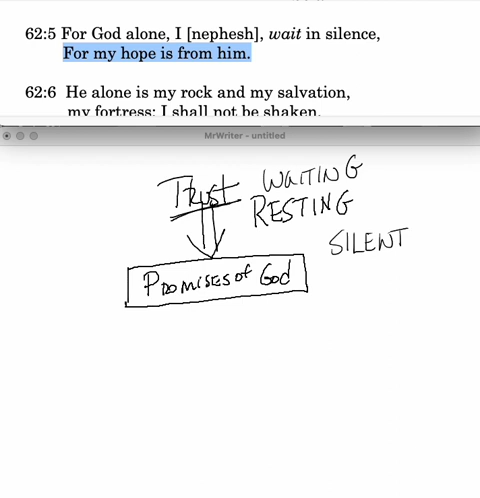 62:5 For God alone, I [nephesh], wait in silence,
For my hope is from him.
62:6 He alone is my rock and my salvation,
my fortress; I shall not be shaken.
MrWriter - untitled
Trust WAITING
RESTING
SILENT
PROMISES of God